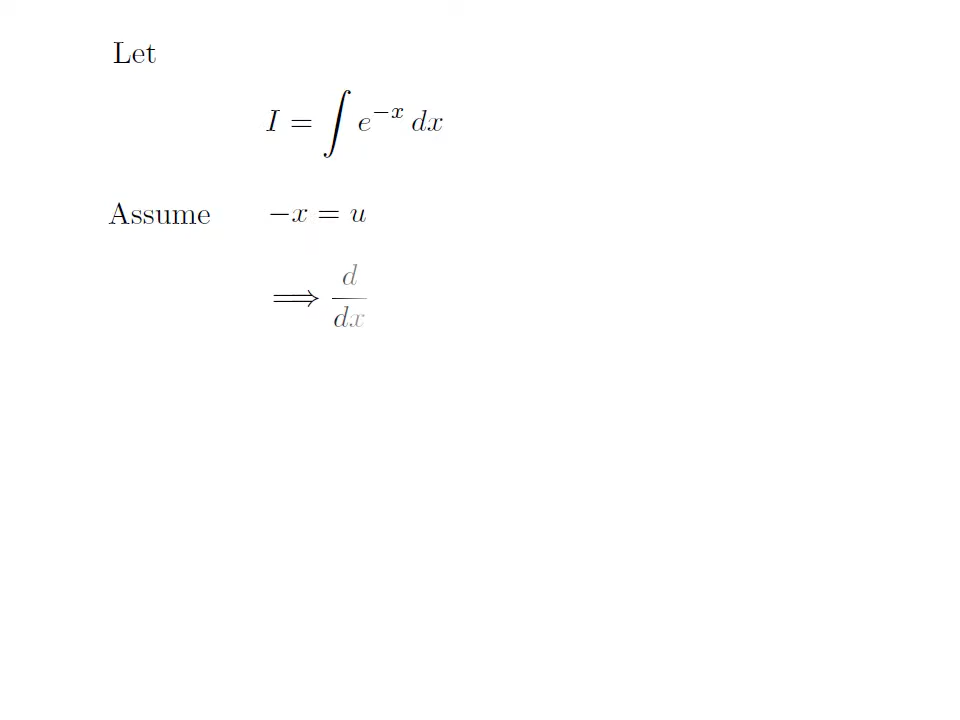 Let
I = ∫ e^{-x} dx
Assume −x = u
⟹ d/dx